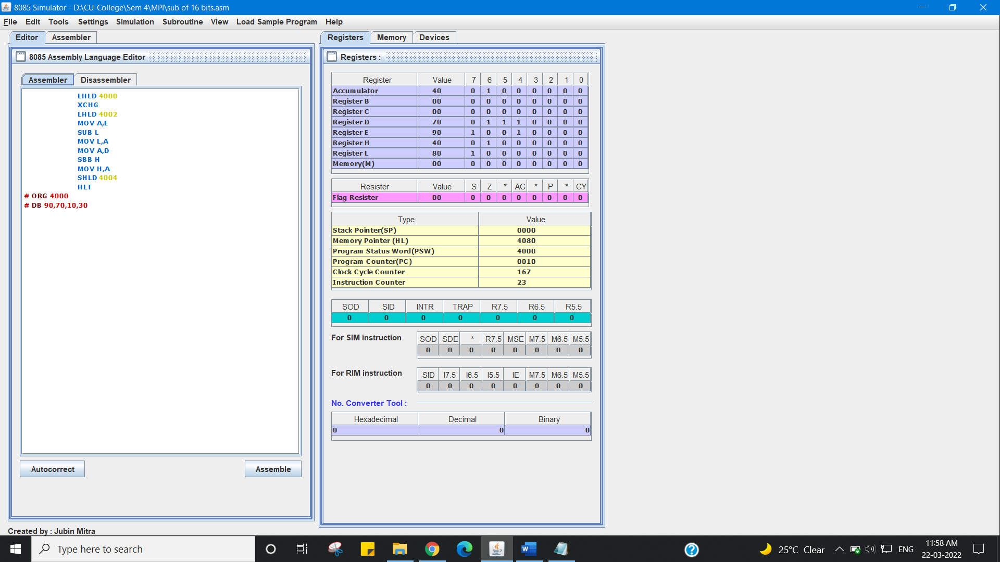 8085 Simulator - D:\CU-College\Sem 4\MPI\sub of 16 bits.asm
File Edit Tools Settings Simulation Subroutine View Load Sample Program Help
Editor Assembler
8085 Assembly Language Editor
Assembler Disassembler
LHLD 4000
XCHG
LHLD 4002
MOV A,E
SUB L
MOV L,A
MOV A,D
SBB H
MOV H,A
SHLD 4004
HLT
# ORG 4000
# DB 90,70,10,30
Autocorrect Assemble
Created by : Jubin Mitra
Registers Memory Devices
Registers :
Register Value 7 6 5 4 3 2 1 0
Accumulator 40 0 1 0 0 0 0 0 0
Register B 00 0 0 0 0 0 0 0 0
Register C 00 0 0 0 0 0 0 0 0
Register D 70 0 1 1 1 0 0 0 0
Register E 90 1 0 0 1 0 0 0 0
Register H 40 0 1 0 0 0 0 0 0
Register L 80 1 0 0 0 0 0 0 0
Memory(M) 00 0 0 0 0 0 0 0 0
Resister Value S Z * AC * P * CY
Flag Resister 00 0 0 0 0 0 0 0 0
Type Value
Stack Pointer(SP) 0000
Memory Pointer (HL) 4080
Program Status Word(PSW) 4000
Program Counter(PC) 0010
Clock Cycle Counter 167
Instruction Counter 23
SOD SID INTR TRAP R7.5 R6.5 R5.5
0 0 0 0 0 0 0
For SIM instruction SOD SDE * R7.5 MSE M7.5 M6.5 M5.5
0 0 0 0 0 0 0 0
For RIM instruction SID I7.5 I6.5 I5.5 IE M7.5 M6.5 M5.5
0 0 0 0 0 0 0 0
No. Converter Tool :
Hexadecimal Decimal Binary
0 0 0
Type here to search
25°C Clear
ENG
11:58 AM
22-03-2022